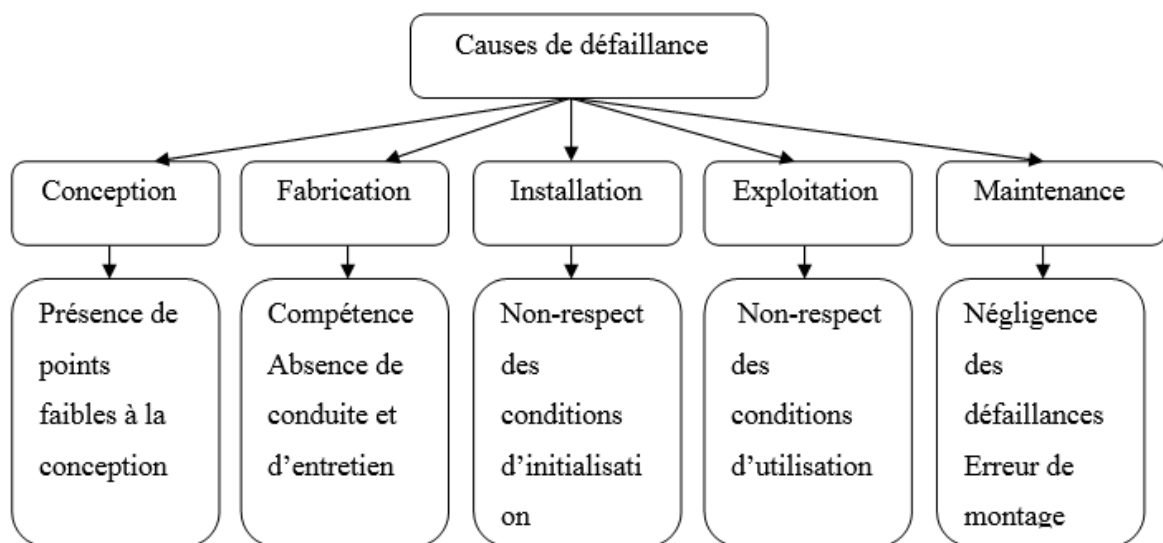 Causes de défaillance
Conception
Fabrication
Installation
Exploitation
Maintenance
Présence de
points
faibles à la
conception
Compétence
Absence de
conduite et
d’entretien
Non-respect
des
conditions
d’initialisati
on
Non-respect
des
conditions
d’utilisation
Négligence
des
défaillances
Erreur de
montage